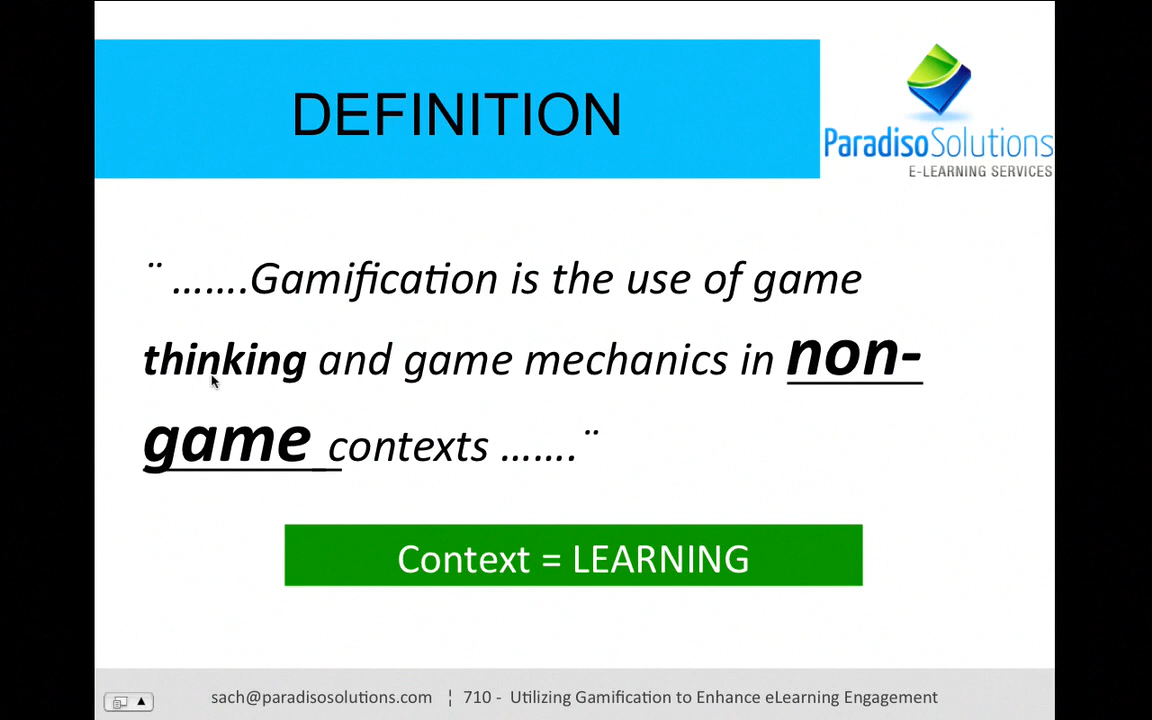 DEFINITION
ParadisoSolutions
E-LEARNING SERVICES
¨ …….Gamification is the use of game
thinking and game mechanics in non-
game contexts …….¨
Context = LEARNING
sach@paradisosolutions.com ¦ 710 - Utilizing Gamification to Enhance eLearning Engagement